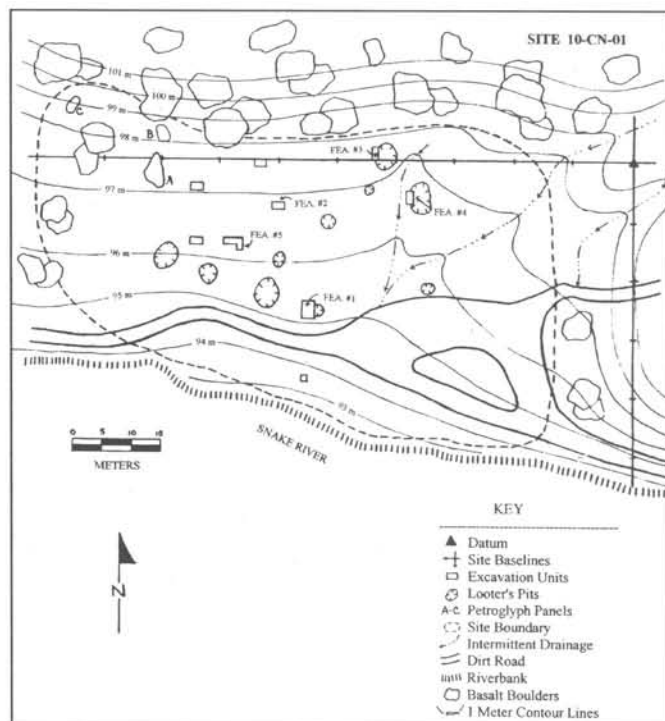 SITE 10-CN-01
101 m
100 m
99 m
C
98 m
B
FEA. #3
A
97 m
FEA. #2
FEA. #4
FEA. #5
96 m
95 m
FEA. #1
94 m
93 m
0 5 10 15
METERS
SNAKE RIVER
N
KEY
Datum
Site Baselines
Excavation Units
Looter's Pits
A-C Petroglyph Panels
Site Boundary
Intermittent Drainage
Dirt Road
Riverbank
Basalt Boulders
1 Meter Contour Lines